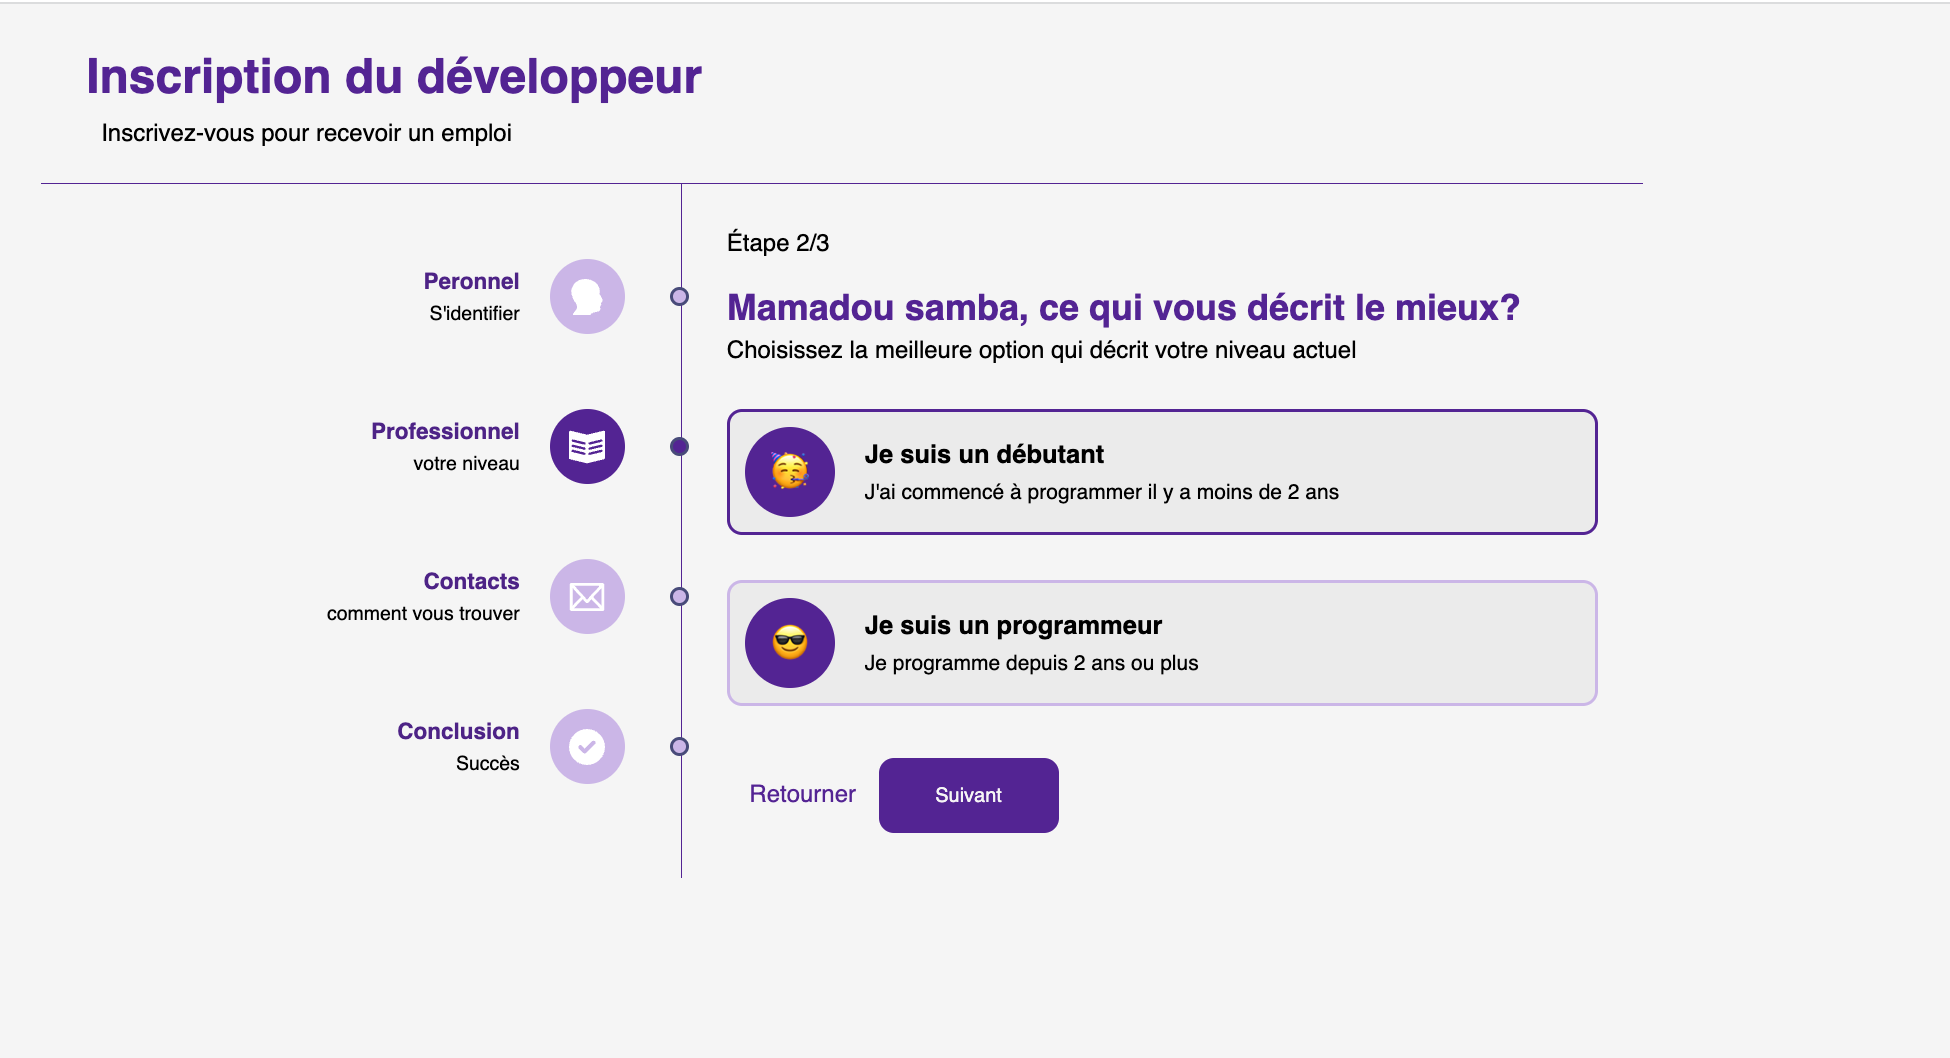 Inscription du développeur
Inscrivez-vous pour recevoir un emploi
Peronnel
S'identifier
Professionnel
votre niveau
Contacts
comment vous trouver
Conclusion
Succès
Étape 2/3
Mamadou samba, ce qui vous décrit le mieux?
Choisissez la meilleure option qui décrit votre niveau actuel
Je suis un débutant
J'ai commencé à programmer il y a moins de 2 ans
Je suis un programmeur
Je programme depuis 2 ans ou plus
Retourner
Suivant